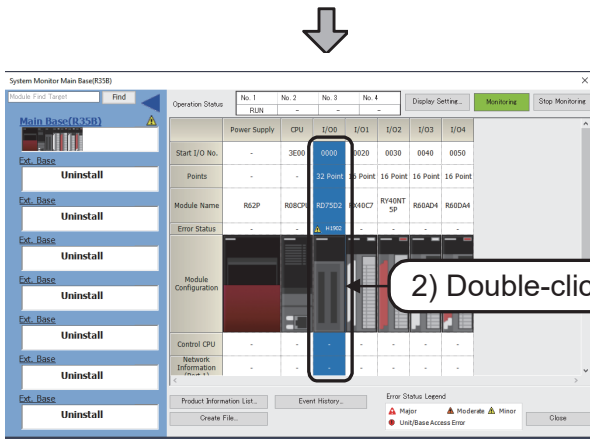 System Monitor Main Base(R35B)
Module Find Target Find
Main Base(R35B)
Ext. Base
Uninstall
Ext. Base
Uninstall
Ext. Base
Uninstall
Ext. Base
Uninstall
Ext. Base
Uninstall
Ext. Base
Uninstall
Ext. Base
Uninstall
Operation Status
No. 1 No. 2 No. 3 No. 4
RUN - - -
Display Setting...
Monitoring
Stop Monitoring
Power Supply CPU I/O0 I/O1 I/O2 I/O3 I/O4
Start I/O No. - 3E00 0000 0020 0030 0040 0050
Points - - 32 Point 16 Point 16 Point 16 Point 16 Point
Module Name R62P R08CPU RD75D2 RX40C7 RY40NT R60AD4 R60DA4
5P
Error Status - - H1902 - - - -
Module
Configuration
2) Double-clic
Control CPU - - - - - - -
Network
Information - - - - - - -
(Port 1)
Product Information List... Event History...
Create File...
Error Status Legend
Major Moderate Minor
Unit/Base Access Error
Close